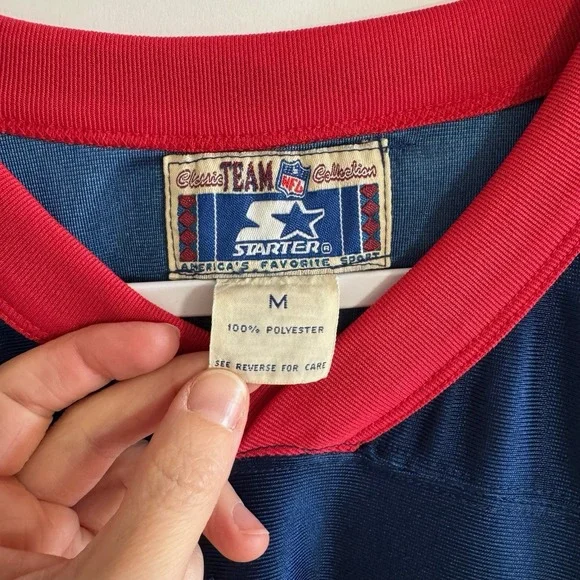 Classic TEAM NFL Collection
STARTER®
AMERICA'S FAVORITE SPORT
M
100% POLYESTER
SEE REVERSE FOR CARE